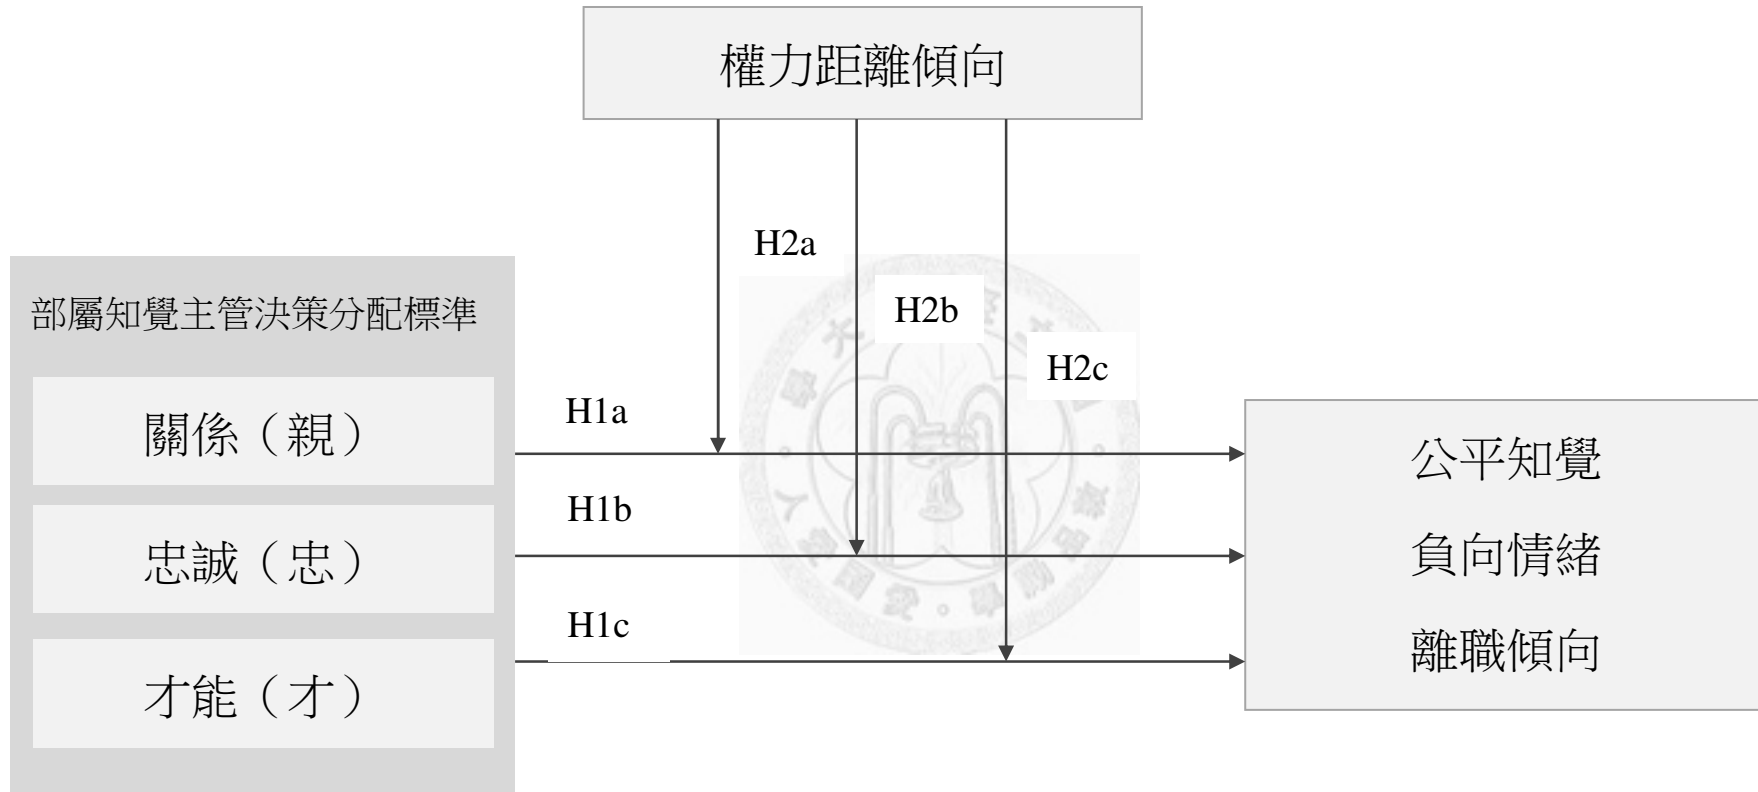 權力距離傾向
H2a
部屬知覺主管決策分配標準
H2b
H2c
關係（親）
H1a
公平知覺
H1b
忠誠（忠）
負向情緒
H1c
離職傾向
才能（才）